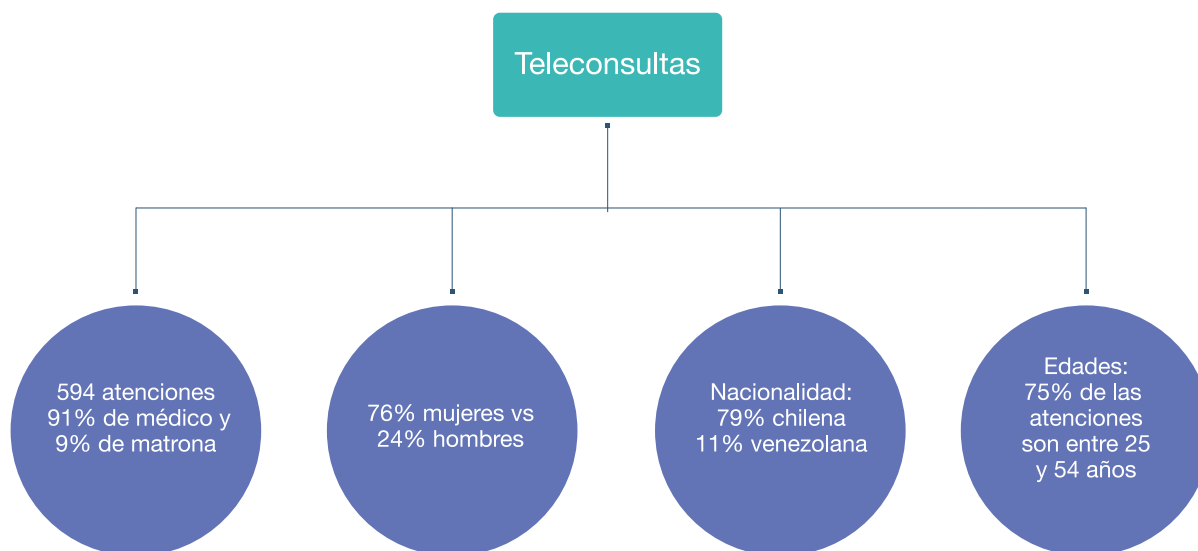 Teleconsultas
594 atenciones
91% de médico y
9% de matrona
76% mujeres vs
24% hombres
Nacionalidad:
79% chilena
11% venezolana
Edades:
75% de las
atenciones
son entre 25
y 54 años